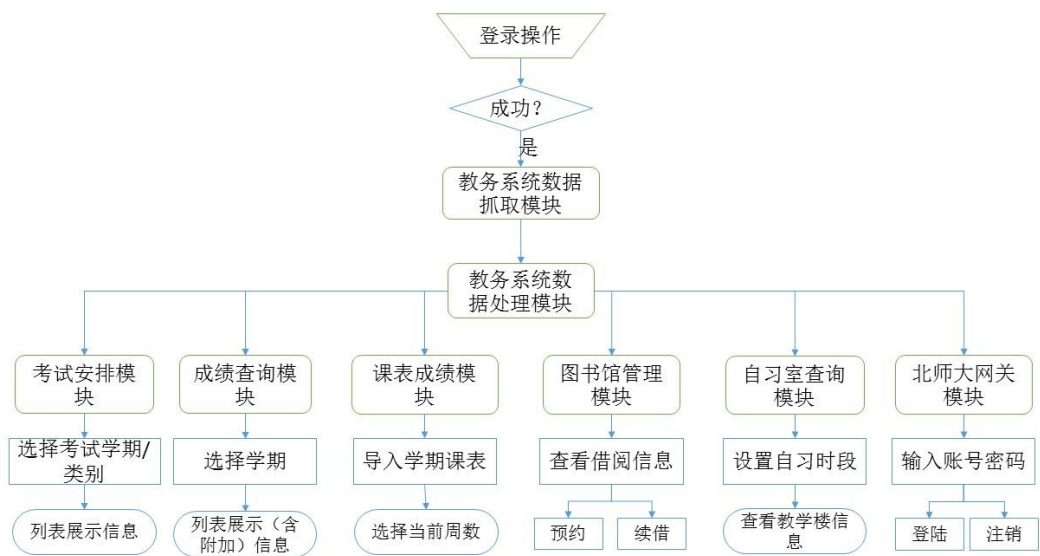 登录操作
成功?
是
教务系统数据
抓取模块
教务系统数
据处理模块
考试安排模
块
成绩查询模
块
课表成绩模
块
图书馆管理
模块
自习室查询
模块
北师大网关
模块
选择考试学期/
类别
选择学期
导入学期课表
查看借阅信息
设置自习时段
输入账号密码
列表展示信息
列表展示（含
附加）信息
选择当前周数
预约
续借
查看教学楼信
息
登陆
注销